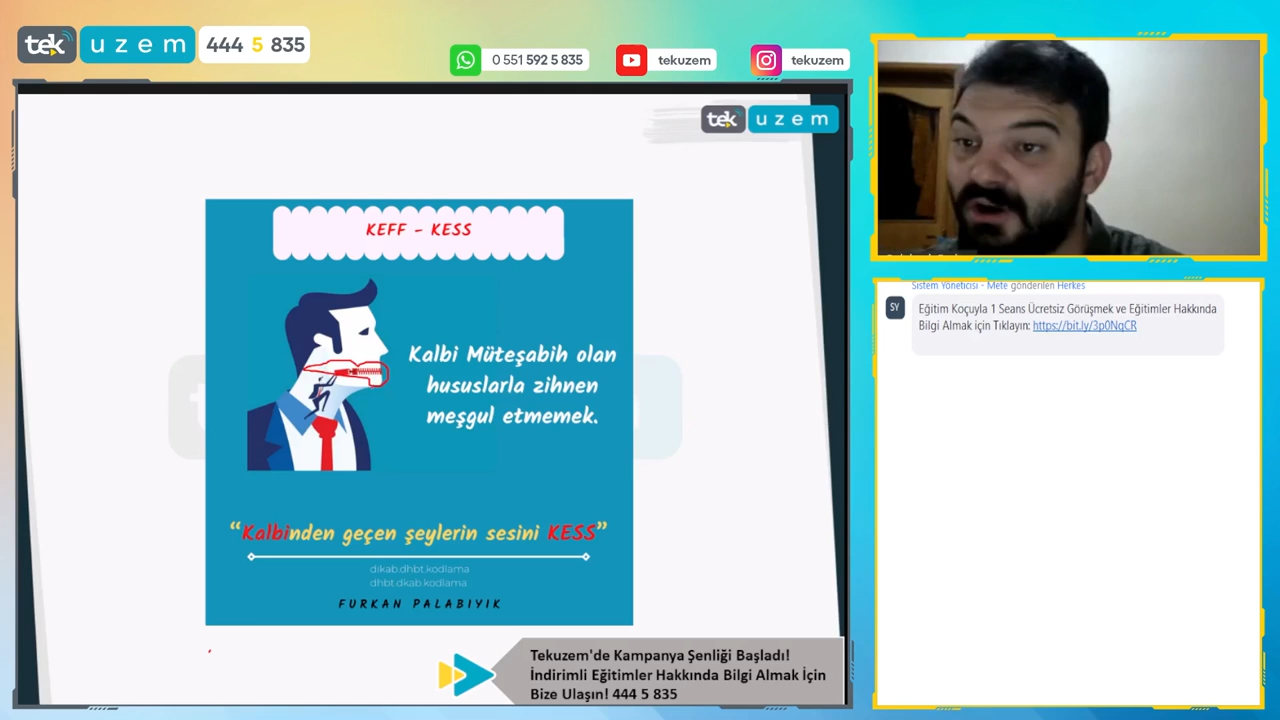 tek uzem 444 5 835
0 551 592 5 835
tekuzem
tekuzem
tek uzem
KEFF - KESS
Kalbi Müteşabih olan
hususlarla zihnen
meşgul etmemek.
“Kalbinden geçen şeylerin sesini KESS”
dikab.dhbt.kodlama
dhbt.dkab.kodlama
FURKAN PALABIYIK
Tekuzem'de Kampanya Şenliği Başladı!
İndirimli Eğitimler Hakkında Bilgi Almak İçin
Bize Ulaşın! 444 5 835
Sistem Yöneticisi - Mete gönderilen Herkes
SY
Eğitim Koçuyla 1 Seans Ücretsiz Görüşmek ve Eğitimler Hakkında
Bilgi Almak için Tıklayın: https://bit.ly/3p0NqCR